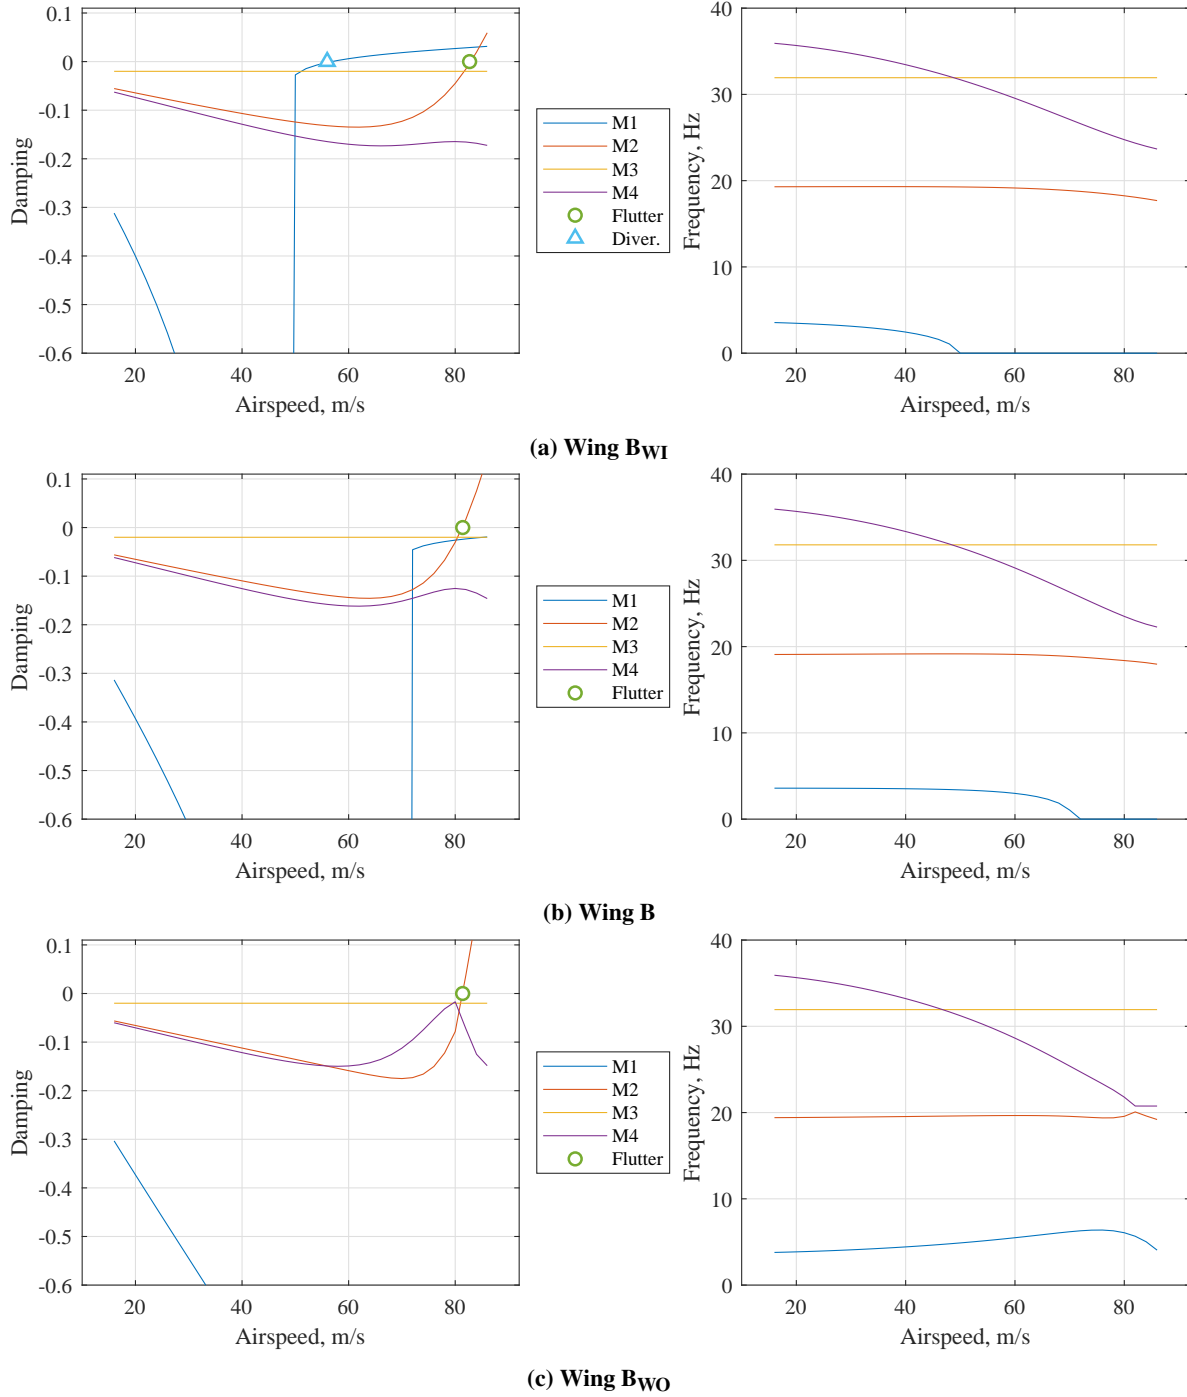 0.1
0
-0.1
-0.2
-0.3
-0.4
-0.5
-0.6
Damping
20 40 60 80
Airspeed, m/s
M1
M2
M3
M4
Flutter
Diver.
40
30
20
10
0
Frequency, Hz
20 40 60 80
Airspeed, m/s
(a) Wing BWI
0.1
0
-0.1
-0.2
-0.3
-0.4
-0.5
-0.6
Damping
20 40 60 80
Airspeed, m/s
M1
M2
M3
M4
Flutter
40
30
20
10
0
Frequency, Hz
20 40 60 80
Airspeed, m/s
(b) Wing B
0.1
0
-0.1
-0.2
-0.3
-0.4
-0.5
-0.6
Damping
20 40 60 80
Airspeed, m/s
M1
M2
M3
M4
Flutter
40
30
20
10
0
Frequency, Hz
20 40 60 80
Airspeed, m/s
(c) Wing BWO